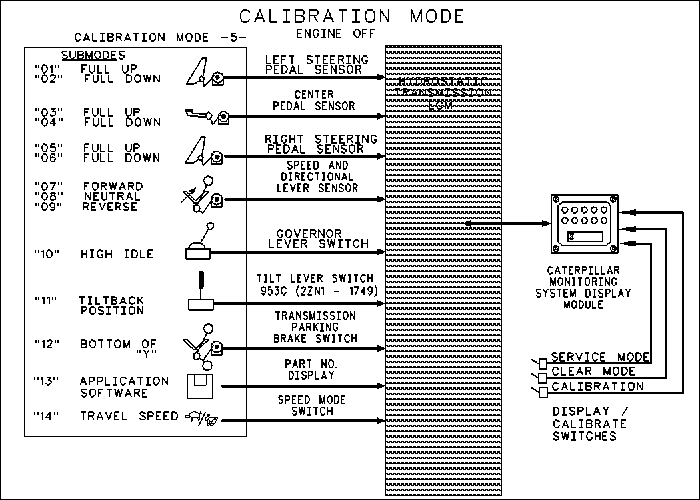 CALIBRATION MODE
ENGINE OFF
CALIBRATION MODE -5-
SUBMODES
"01" FULL UP
"02" FULL DOWN
LEFT STEERING
PEDAL SENSOR
HYDROSTATIC
TRANSMISSION
ECM
"03" FULL UP
"04" FULL DOWN
CENTER
PEDAL SENSOR
"05" FULL UP
"06" FULL DOWN
RIGHT STEERING
PEDAL SENSOR
"07" FORWARD
"08" NEUTRAL
"09" REVERSE
SPEED AND
DIRECTIONAL
LEVER SENSOR
"10" HIGH IDLE
GOVERNOR
LEVER SWITCH
"11" TILTBACK
POSITION
TILT LEVER SWITCH
953C (2ZN1 - 1749)
"12" BOTTOM OF
"Y"
TRANSMISSION
PARKING
BRAKE SWITCH
"13" APPLICATION
SOFTWARE
PART NO.
DISPLAY
"14" TRAVEL SPEED
SPEED MODE
SWITCH
CATERPILLAR
MONITORING
SYSTEM DISPLAY
MODULE
SERVICE MODE
CLEAR MODE
CALIBRATION
DISPLAY /
CALIBRATE
SWITCHES